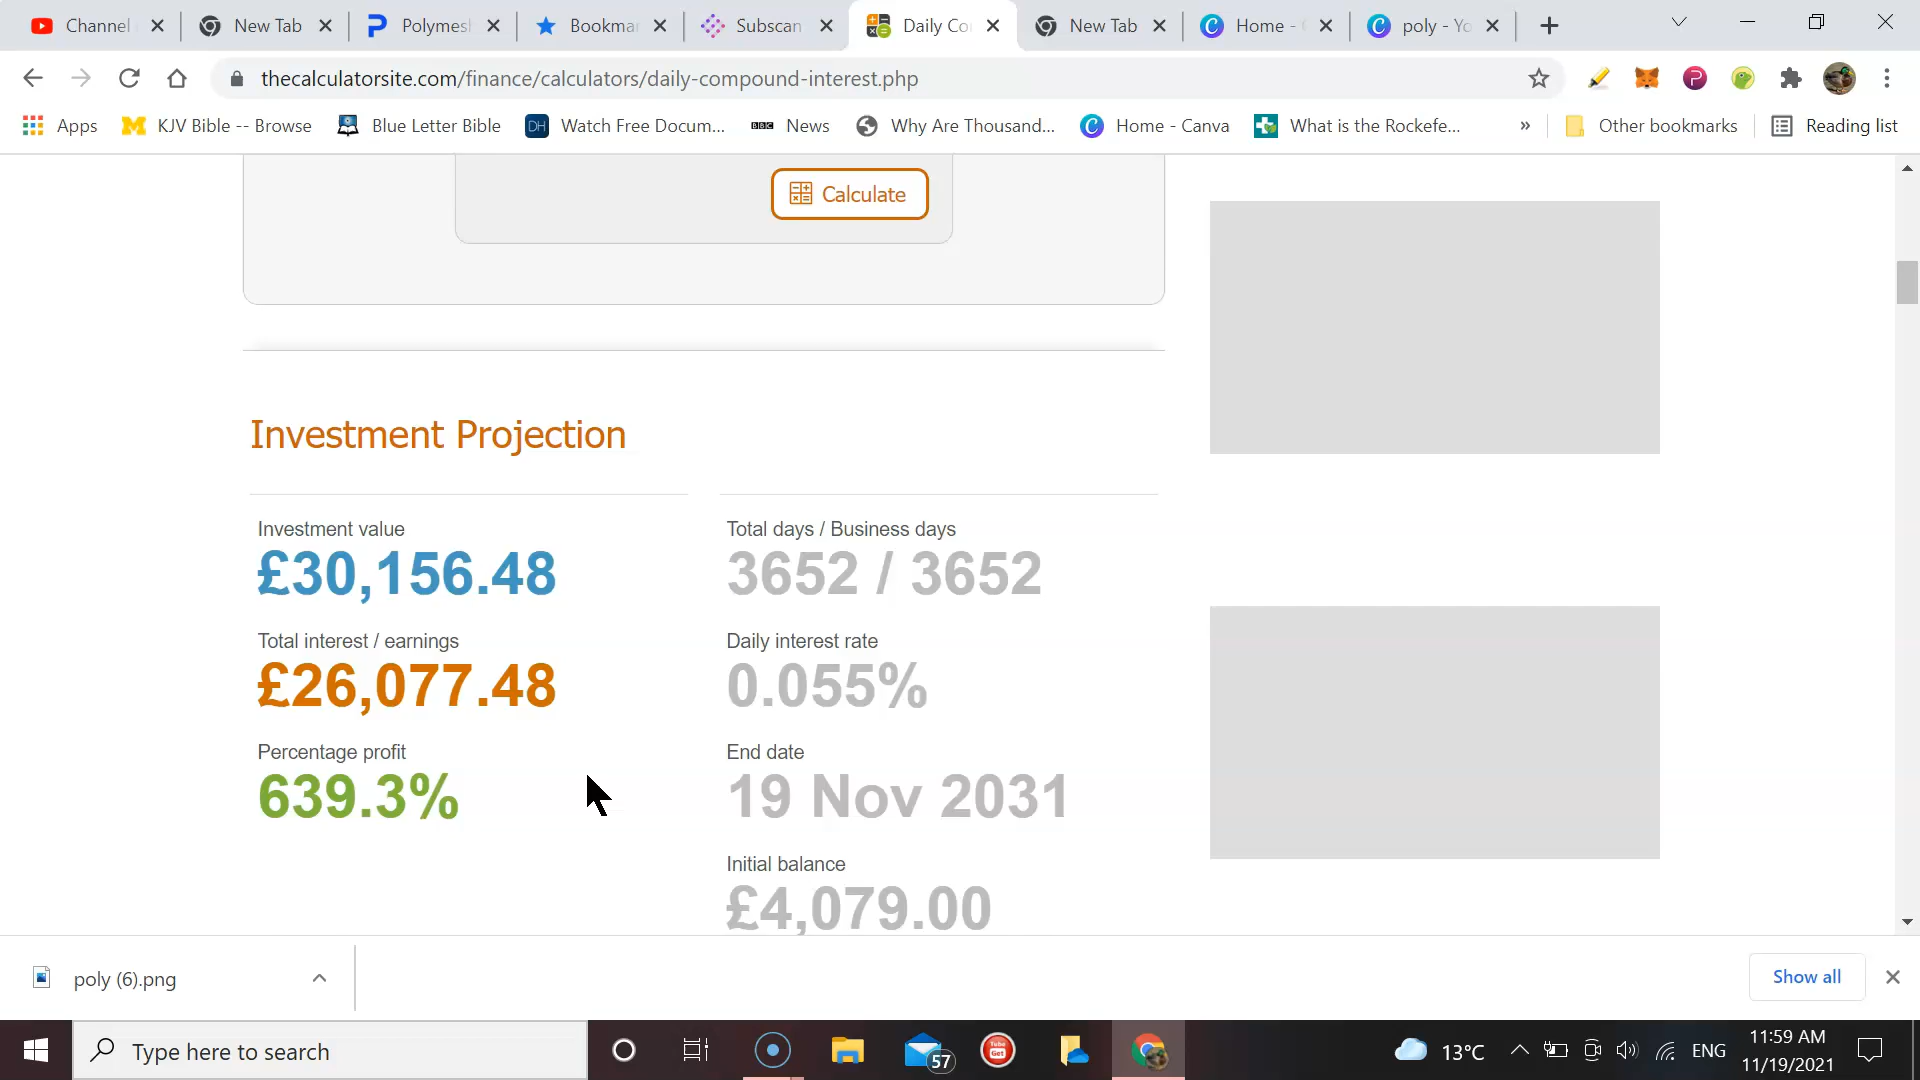 Channel
New Tab
Polymesh
Bookmar
Subscan
Daily Co
New Tab
Home -
poly - Yo
thecalculatorsite.com/finance/calculators/daily-compound-interest.php
Apps
KJV Bible -- Browse
Blue Letter Bible
DH
Watch Free Docum...
BBC
News
Why Are Thousand...
Home - Canva
What is the Rockefe...
»
Other bookmarks
Reading list
Calculate
Investment Projection
Investment value
£30,156.48
Total days / Business days
3652 / 3652
Total interest / earnings
£26,077.48
Daily interest rate
0.055%
Percentage profit
639.3%
End date
19 Nov 2031
Initial balance
£4,079.00
poly (6).png
Show all
Type here to search
57
Tube
Get
13°C
ENG
11:59 AM
11/19/2021